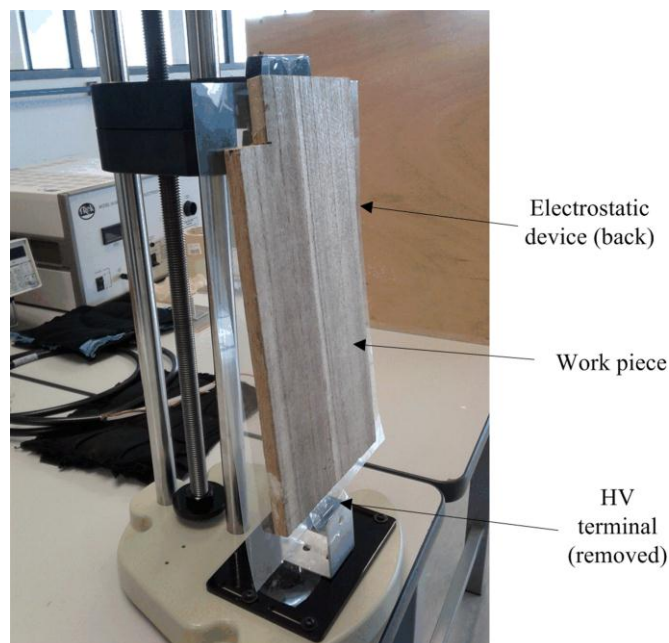 Electrostatic
device (back)
Work piece
HV
terminal
(removed)